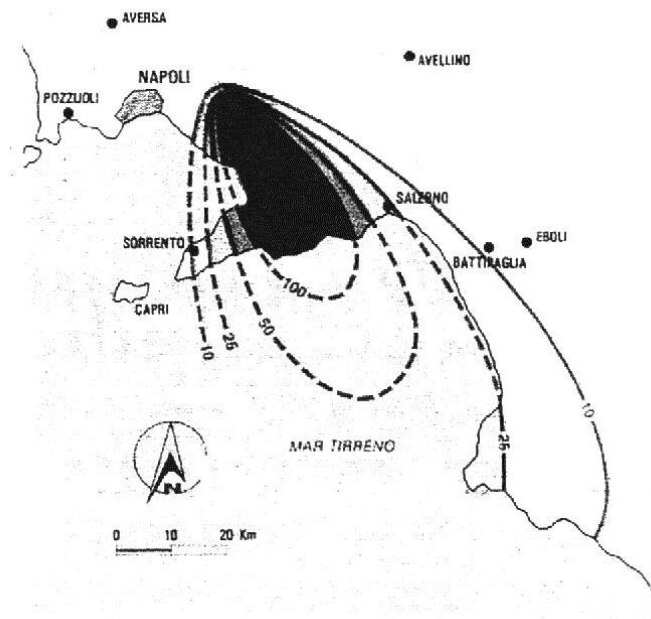 AVERSA
AVELLINO
NAPOLI
POZZUOLI
SALERNO
SORRENTO
EBOLI
BATTIPAGLIA
CAPRI
100
50
25
10
10
25
MAR TIRRENO
N
0 10 20 Km